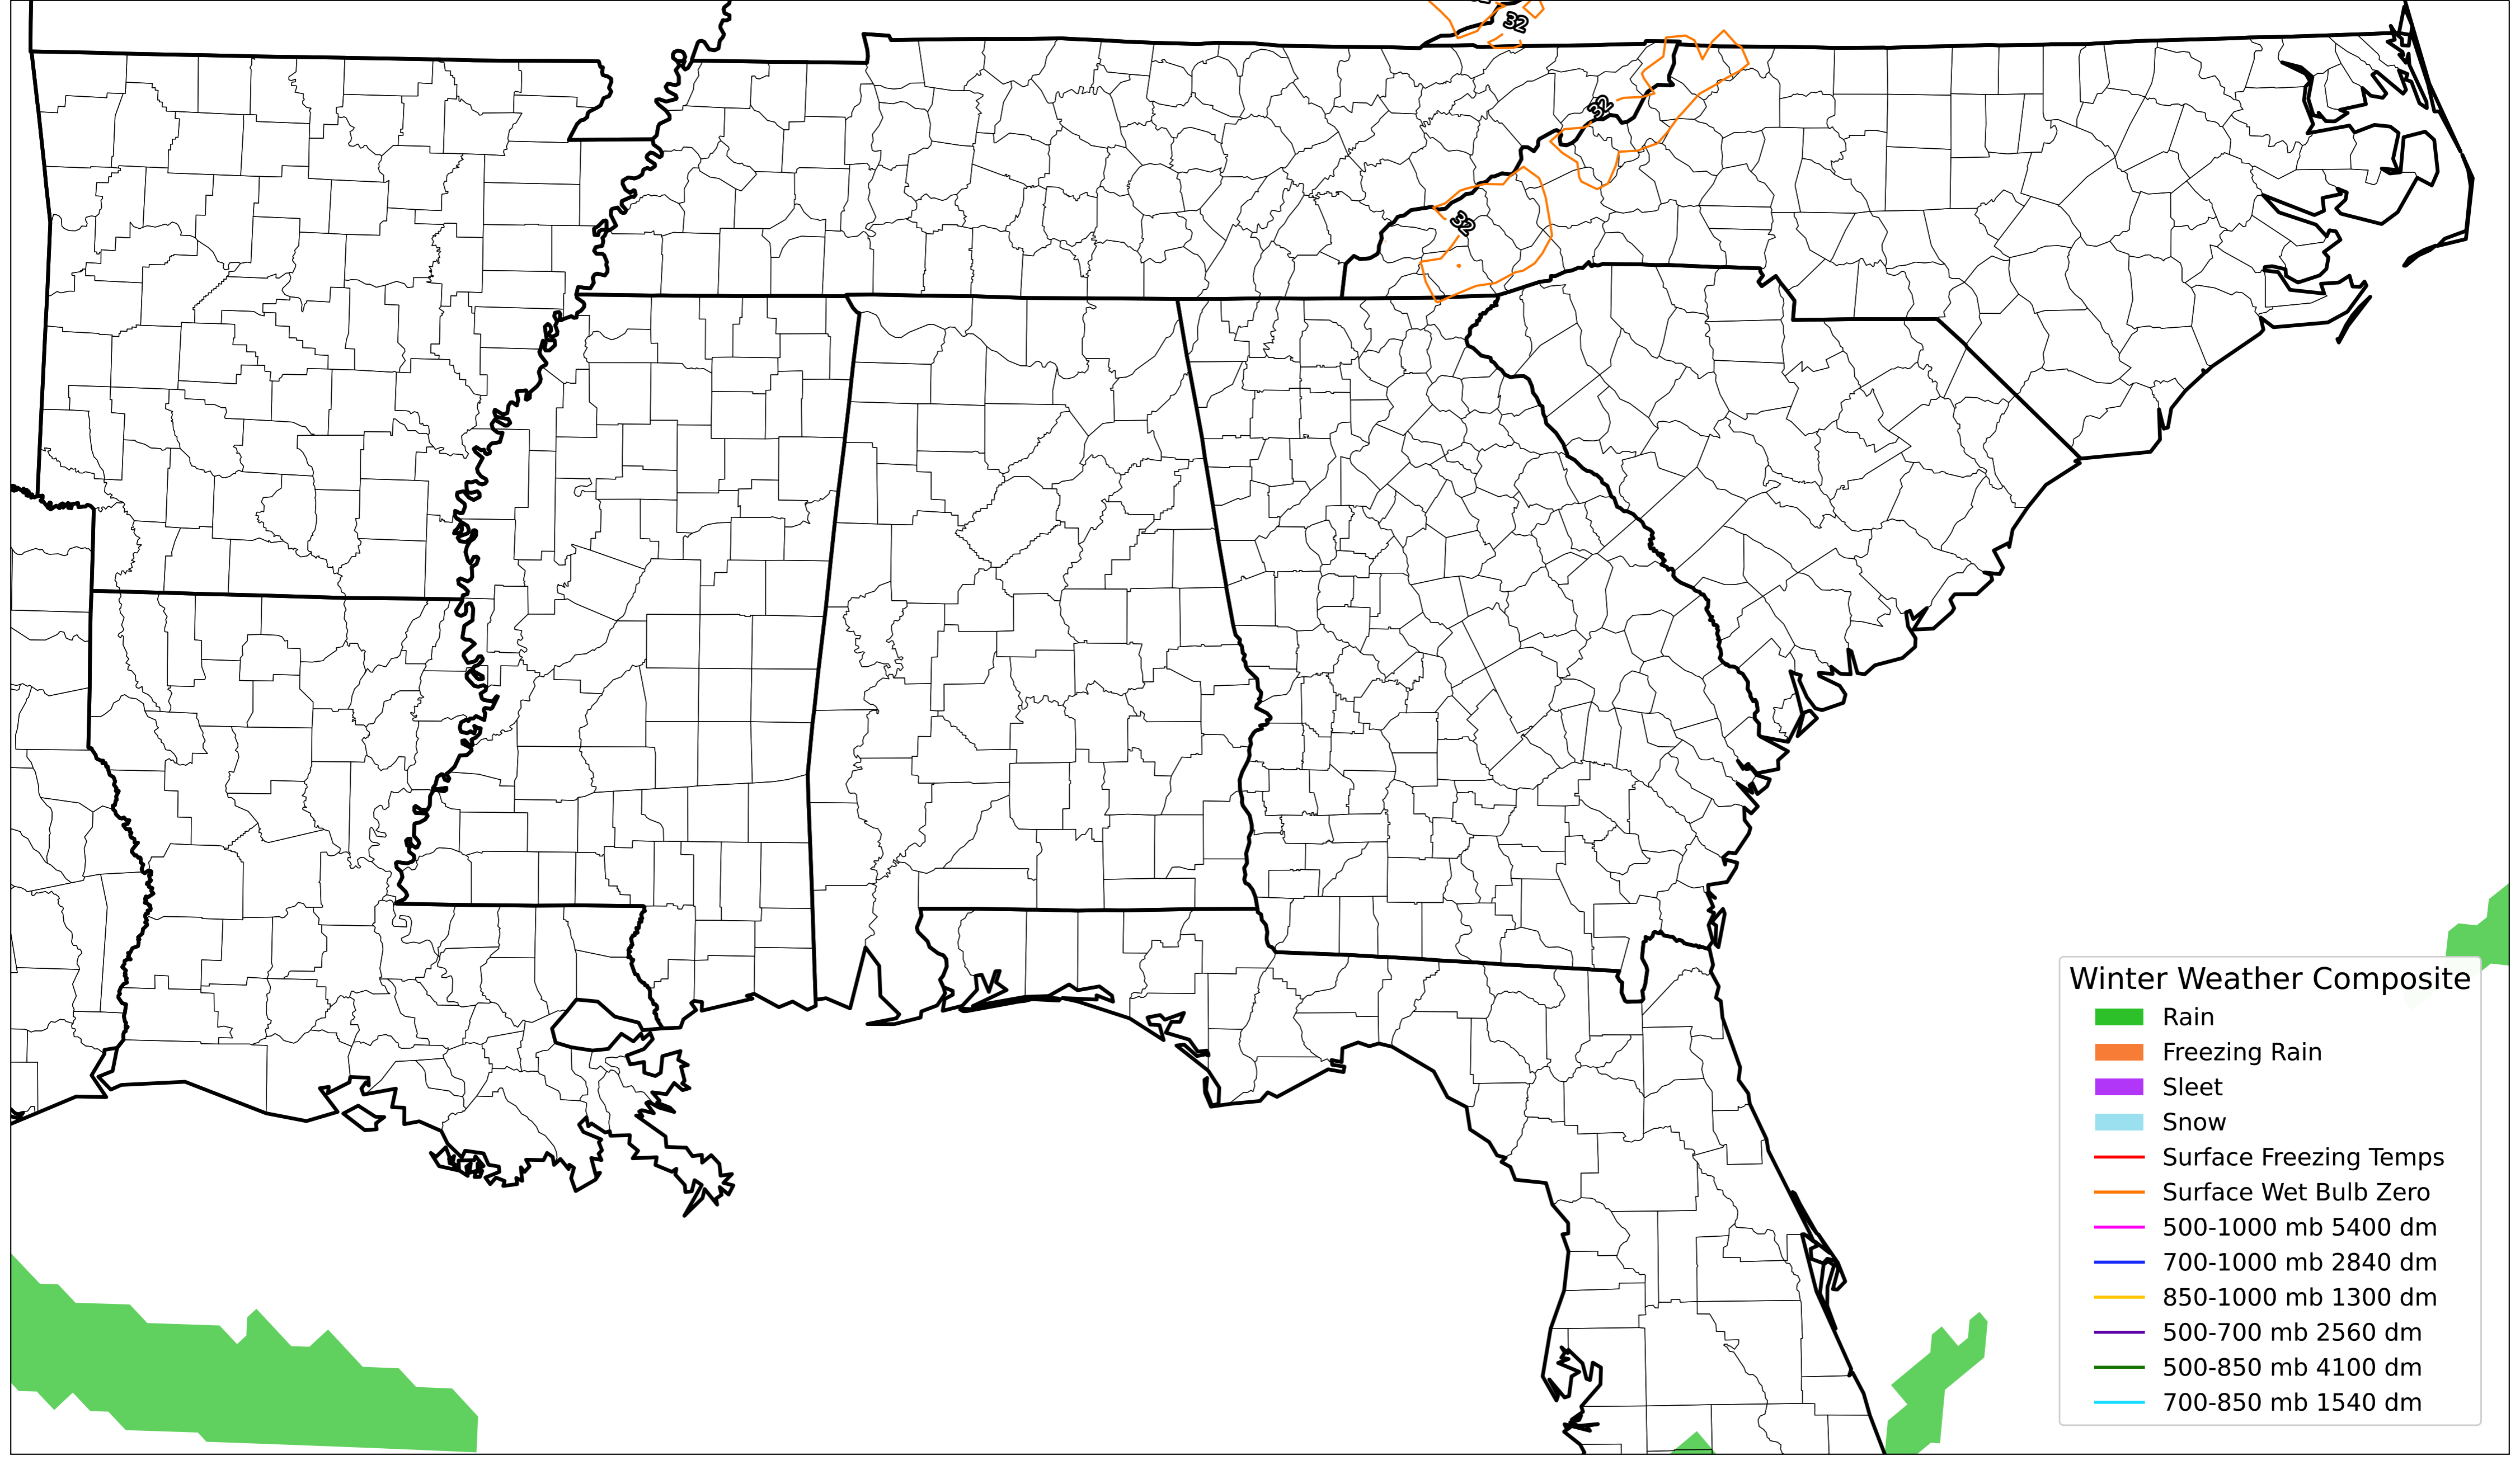 32
32
32
Winter Weather Composite
Rain
Freezing Rain
Sleet
Snow
Surface Freezing Temps
Surface Wet Bulb Zero
500-1000 mb 5400 dm
700-1000 mb 2840 dm
850-1000 mb 1300 dm
500-700 mb 2560 dm
500-850 mb 4100 dm
700-850 mb 1540 dm